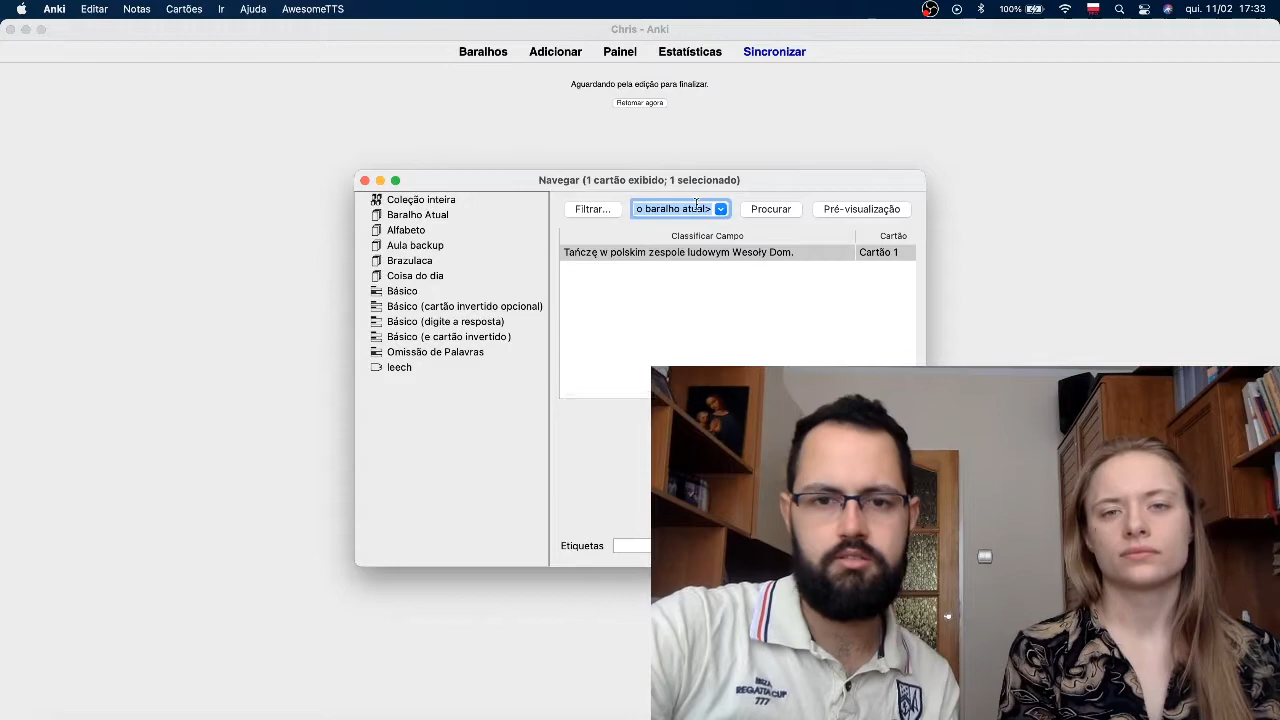 Anki Editar Notas Cartões Ir Ajuda AwesomeTTS 100% qui. 11/02 17:33
Chris - Anki
Baralhos Adicionar Painel Estatísticas Sincronizar
Aguardando pela edição para finalizar.
Retomar agora
Navegar (1 cartão exibido; 1 selecionado)
Coleção inteira
Baralho Atual
Alfabeto
Aula backup
Brazulaca
Coisa do dia
Básico
Básico (cartão invertido opcional)
Básico (digite a resposta)
Básico (e cartão invertido)
Omissão de Palavras
leech
Filtrar... o baralho atual> Procurar Pré-visualização
Classificar Campo Cartão
Tańczę w polskim zespole ludowym Wesoły Dom. Cartão 1
Etiquetas
REGATTA CUP
777